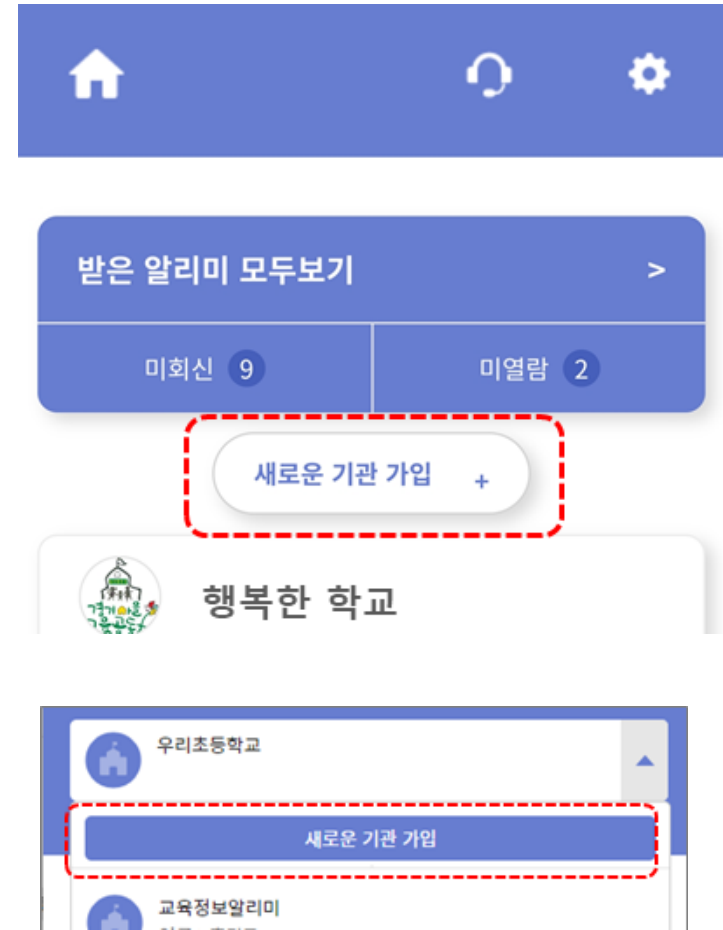 받은 알리미 모두보기 >
미회신 9 미열람 2
새로운 기관 가입 +
행복한 학교
우리초등학교
새로운 기관 가입
교육정보알리미